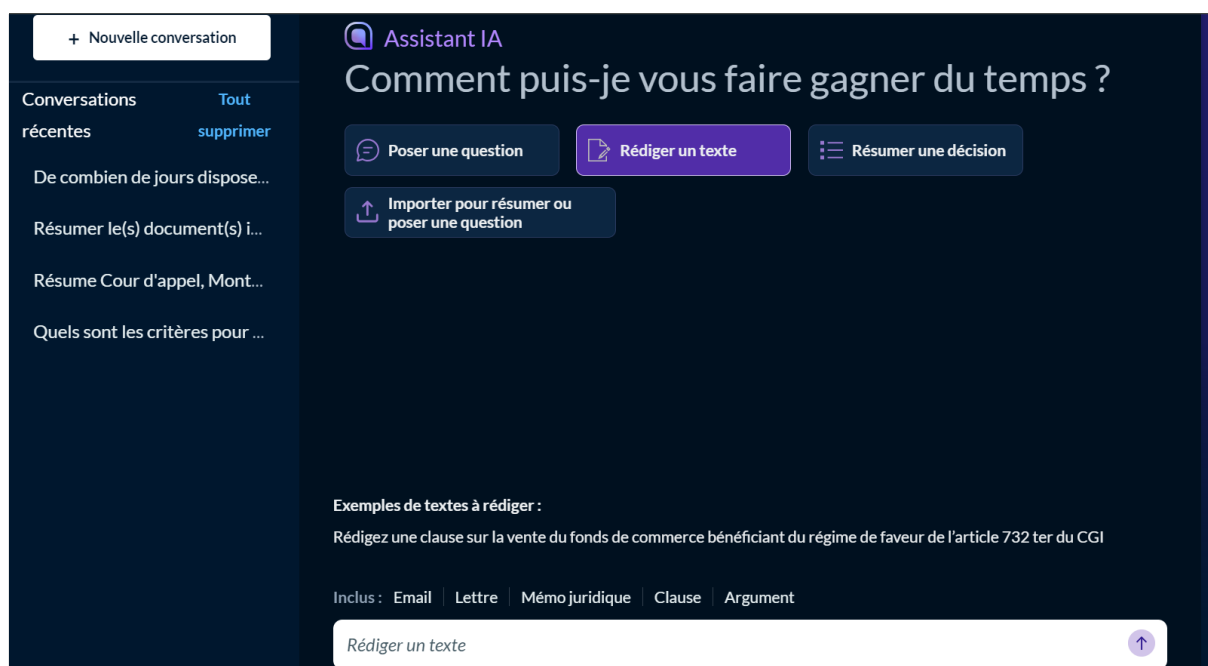 + Nouvelle conversation
Conversations récentes
Tout supprimer
De combien de jours dispose...
Résumer le(s) document(s) i...
Résume Cour d'appel, Mont...
Quels sont les critères pour ...
Assistant IA
Comment puis-je vous faire gagner du temps ?
Poser une question
Rédiger un texte
Résumer une décision
Importer pour résumer ou
poser une question
Exemples de textes à rédiger :
Rédigez une clause sur la vente du fonds de commerce bénéficiant du régime de faveur de l'article 732 ter du CGI
Inclus : Email | Lettre | Mémo juridique | Clause | Argument
Rédiger un texte